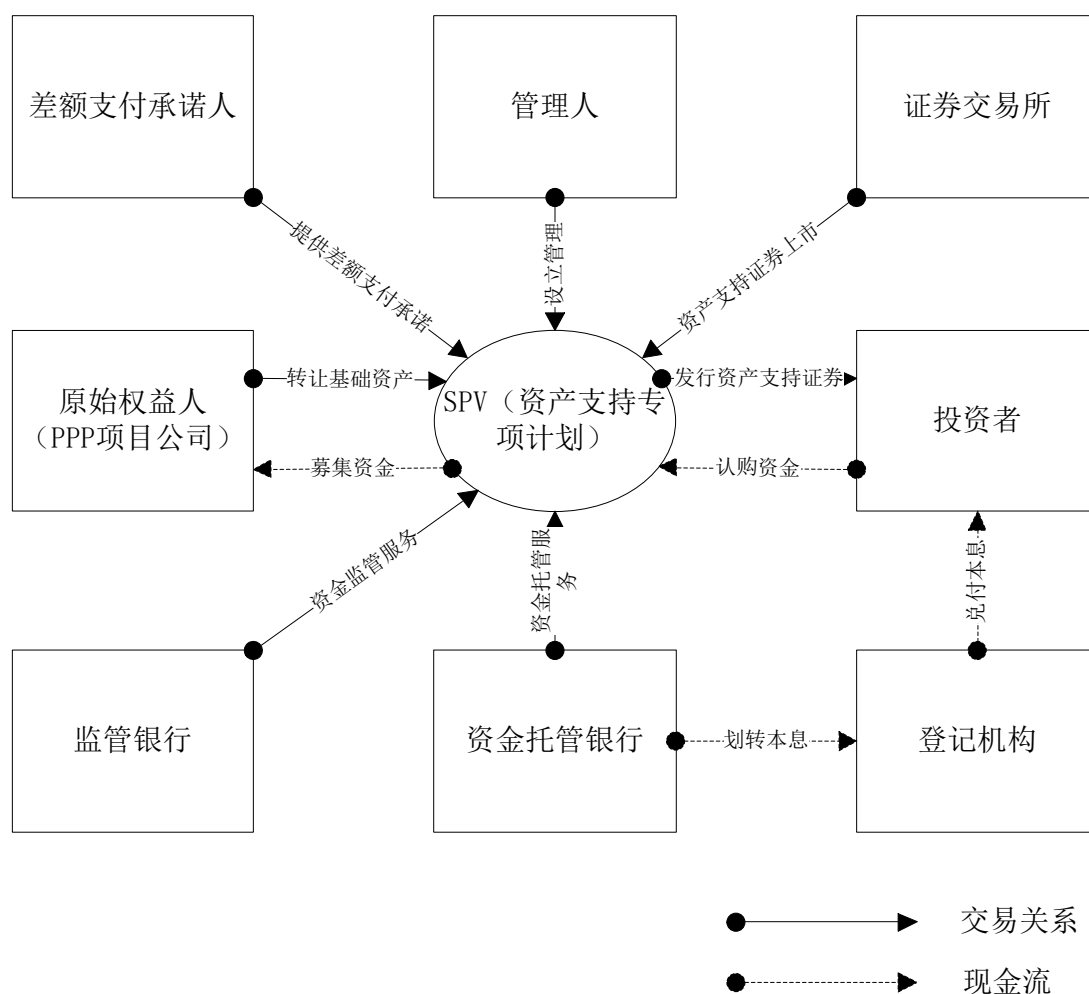 差额支付承诺人
管理人
证券交易所
提供差额支付承诺
设立管理
资产支持证券上市
原始权益人
（PPP项目公司）
转让基础资产
募集资金
SPV（资产支持专
项计划）
发行资产支持证券
认购资金
投资者
资金监管服务
资金托管服
务
兑付本息
监管银行
资金托管银行
划转本息
登记机构
交易关系
现金流